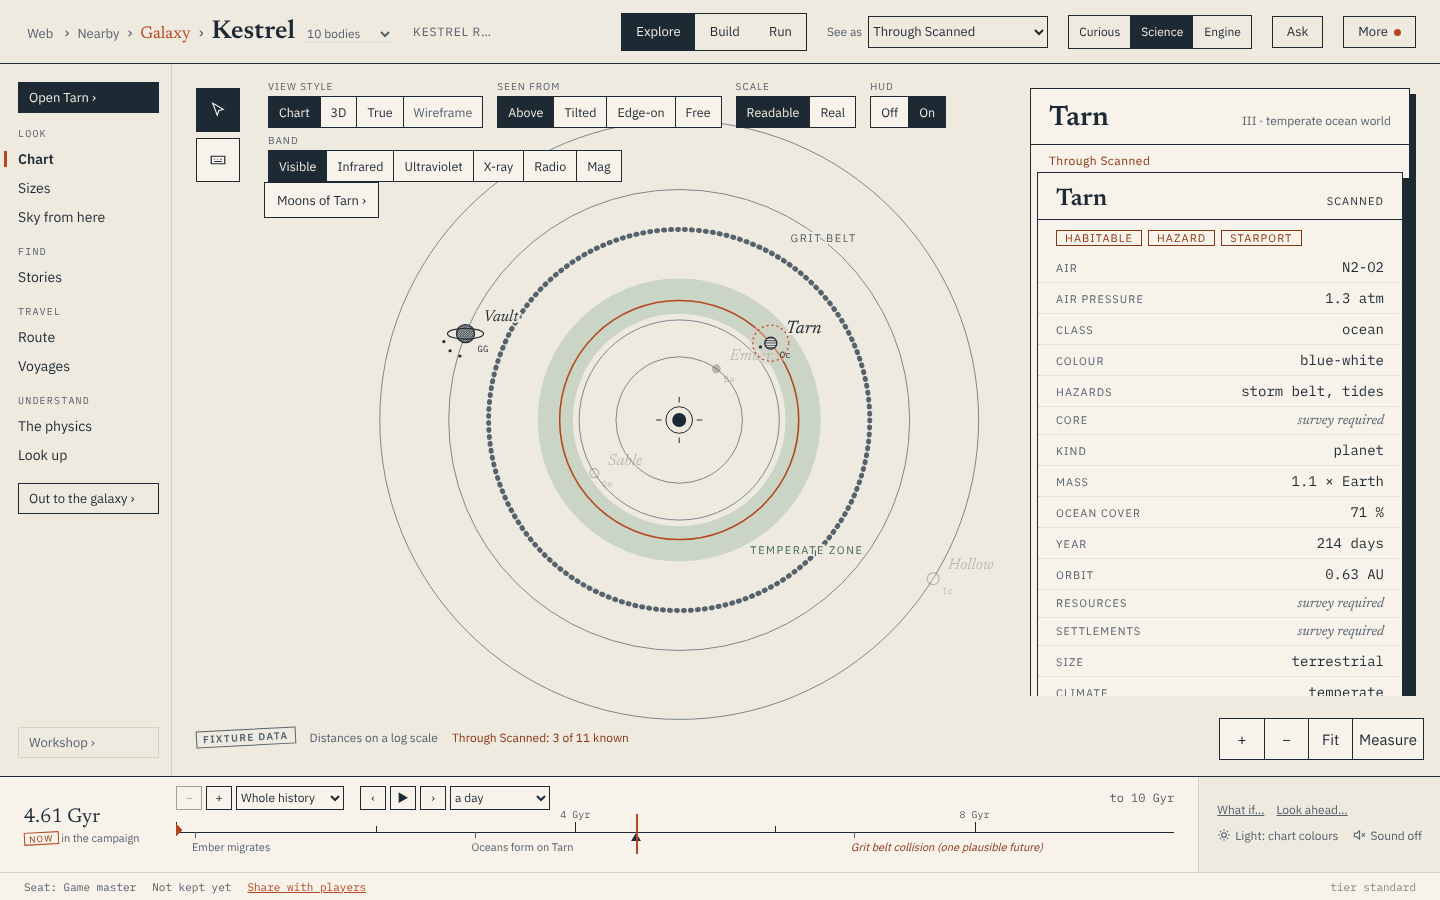 Web › Nearby › Galaxy › Kestrel 10 bodies KESTREL R…
Explore Build Run See as Through Scanned Curious Science Engine Ask More
Open Tarn ›
LOOK
Chart
Sizes
Sky from here
FIND
Stories
TRAVEL
Route
Voyages
UNDERSTAND
The physics
Look up
Out to the galaxy ›
Workshop ›
VIEW STYLE SEEN FROM SCALE HUD
Chart 3D True Wireframe Above Tilted Edge-on Free Readable Real Off On
BAND
Visible Infrared Ultraviolet X-ray Radio Mag
Moons of Tarn ›
GRIT BELT
Vault
GG
Tarn
Oc
Ember
Sable
De
TEMPERATE ZONE
Hollow
Ic
Tarn III · temperate ocean world
Through Scanned
Tarn SCANNED
HABITABLE HAZARD STARPORT
AIR N2-O2
AIR PRESSURE 1.3 atm
CLASS ocean
COLOUR blue-white
HAZARDS storm belt, tides
CORE survey required
KIND planet
MASS 1.1 × Earth
OCEAN COVER 71 %
YEAR 214 days
ORBIT 0.63 AU
RESOURCES survey required
SETTLEMENTS survey required
SIZE terrestrial
CLIMATE temperate
FIXTURE DATA Distances on a log scale Through Scanned: 3 of 11 known
+ − Fit Measure
4.61 Gyr
NOW in the campaign
− + Whole history ‹ ▶ › a day to 10 Gyr
4 Gyr 8 Gyr
Ember migrates Oceans form on Tarn Grit belt collision (one plausible future)
What if… Look ahead…
Light: chart colours Sound off
Seat: Game master Not kept yet Share with players tier standard